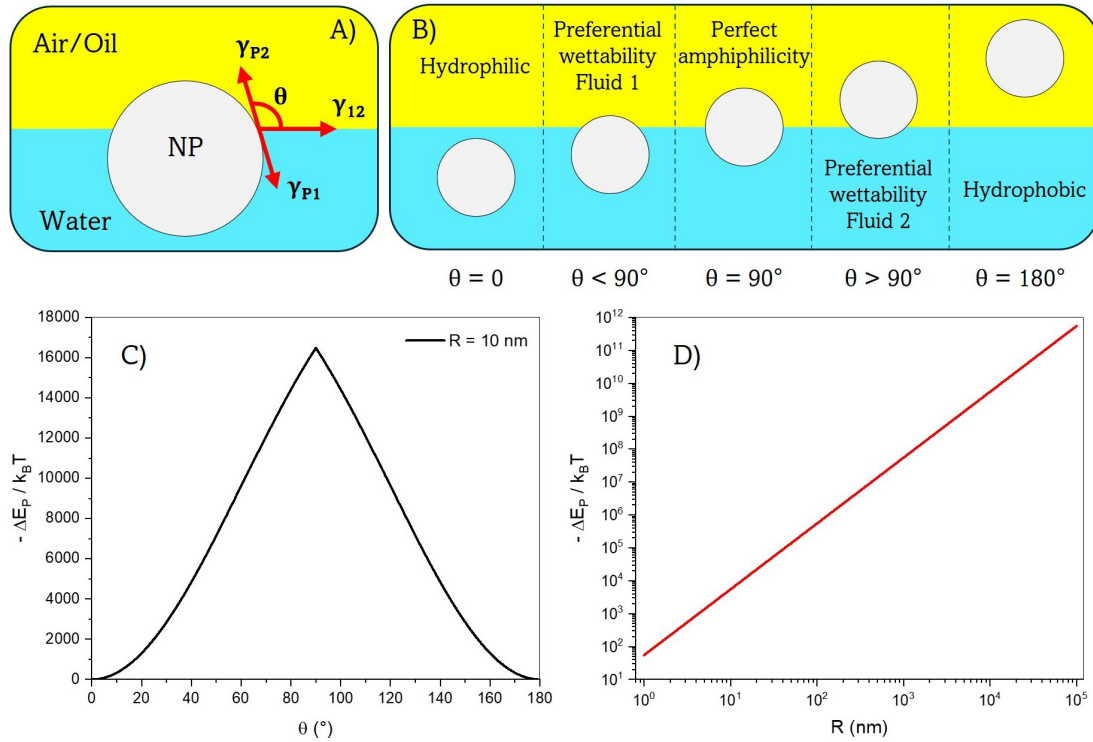 A)
Air/Oil
γP2
θ
γ12
NP
γP1
Water
B)
Hydrophilic
Preferential
wettability
Fluid 1
Perfect
amphiphilicity
Preferential
wettability
Fluid 2
Hydrophobic
θ = 0
θ < 90°
θ = 90°
θ > 90°
θ = 180°
C)
R = 10 nm
18000
16000
14000
12000
10000
8000
6000
4000
2000
0
- ΔEP / kBT
0 20 40 60 80 100 120 140 160 180
θ (°)
D)
10¹²
10¹¹
10¹⁰
10⁹
10⁸
10⁷
10⁶
10⁵
10⁴
10³
10²
10¹
- ΔEP / kBT
10⁰ 10¹ 10² 10³ 10⁴ 10⁵
R (nm)